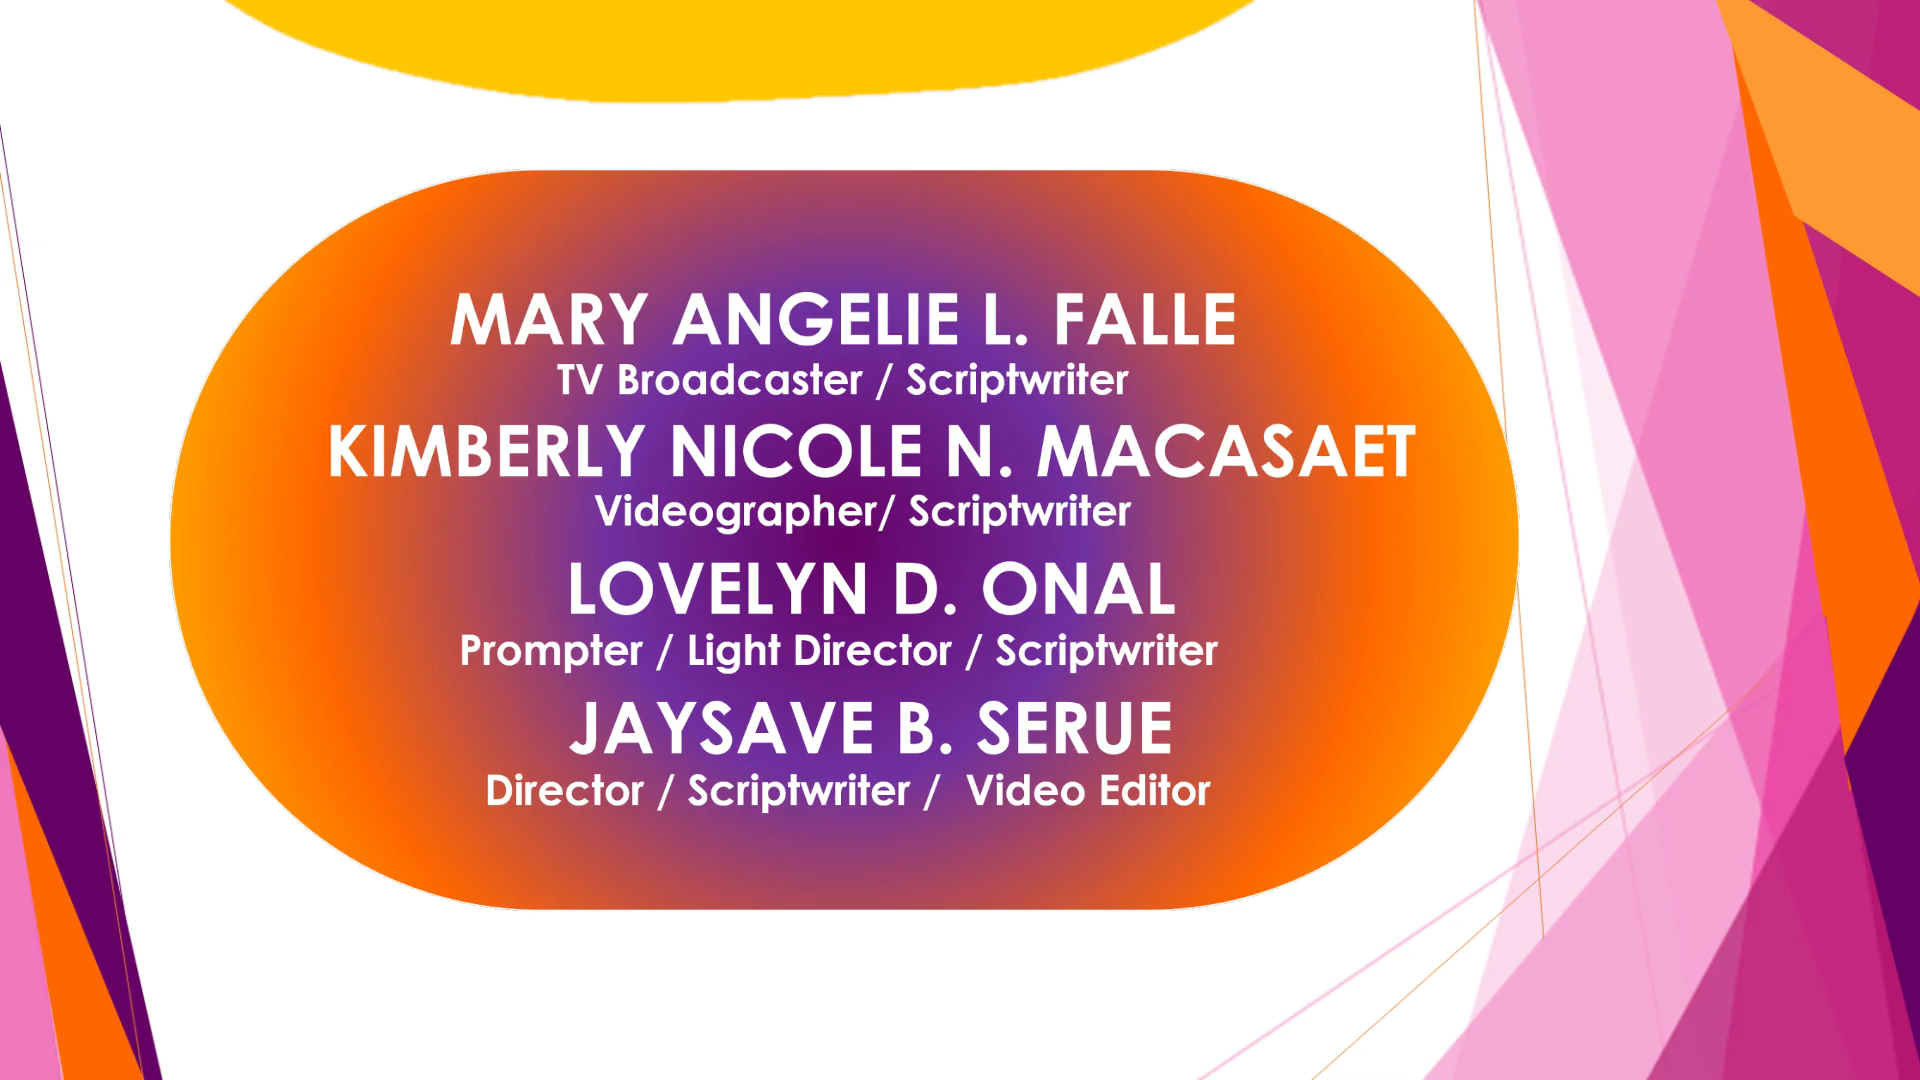 MARY ANGELIE L. FALLE
TV Broadcaster / Scriptwriter
KIMBERLY NICOLE N. MACASAET
Videographer/ Scriptwriter
LOVELYN D. ONAL
Prompter / Light Director / Scriptwriter
JAYSAVE B. SERUE
Director / Scriptwriter /  Video Editor